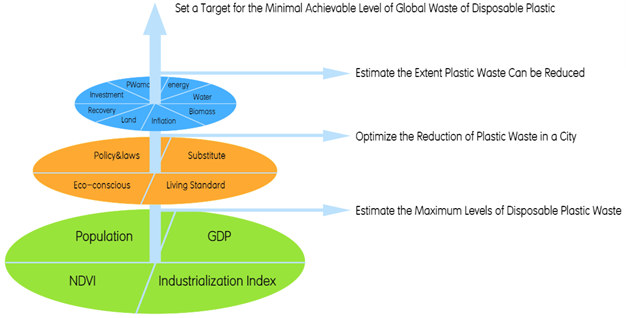 Set a Target for the Minimal Achievable Level of Global Waste of Disposable Plastic
Estimate the Extent Plastic Waste Can be Reduced
PWamo energy
Investment Water
Recovery Biomass
Land Inflation
Optimize the Reduction of Plastic Waste in a City
Policy&laws Substitute
Eco-conscious Living Standard
Estimate the Maximum Levels of Disposable Plastic Waste
Population GDP
NDVI Industrialization Index